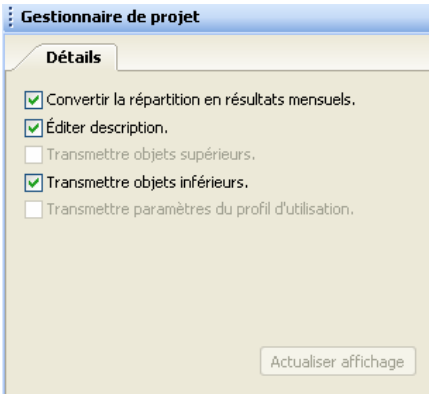 Gestionnaire de projet
Détails
Convertir la répartition en résultats mensuels.
Éditer description.
Transmettre objets supérieurs.
Transmettre objets inférieurs.
Transmettre paramètres du profil d'utilisation.
Actualiser affichage